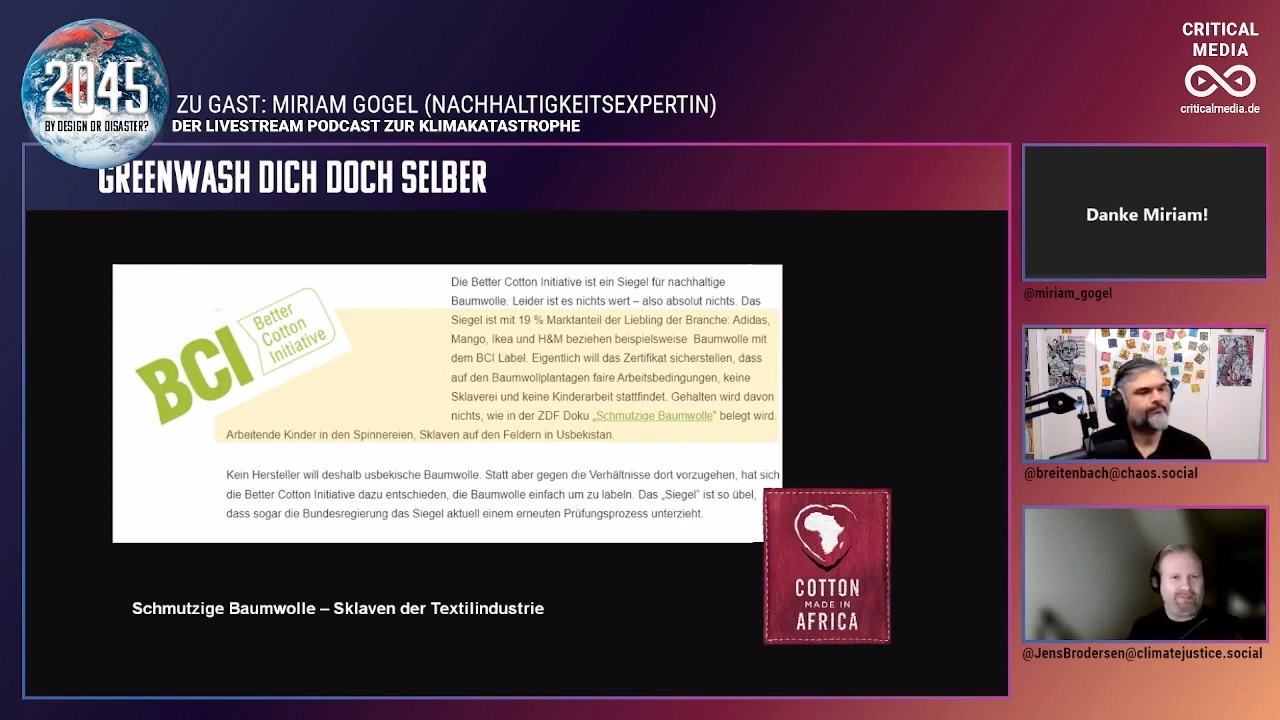 2045
BY DESIGN OR DISASTER?
ZU GAST: MIRIAM GOGEL (NACHHALTIGKEITSEXPERTIN)
DER LIVESTREAM PODCAST ZUR KLIMAKATASTROPHE
CRITICAL
MEDIA
criticalmedia.de
GREENWASH DICH DOCH SELBER
BCI
Better
Cotton
Initiative
Die Better Cotton Initiative ist ein Siegel für nachhaltige
Baumwolle. Leider ist es nichts wert – also absolut nichts. Das
Siegel ist mit 19 % Marktanteil der Liebling der Branche: Adidas,
Mango, Ikea und H&M beziehen beispielsweise Baumwolle mit
dem BCI Label. Eigentlich will das Zertifikat sicherstellen, dass
auf den Baumwollplantagen faire Arbeitsbedingungen, keine
Sklaverei und keine Kinderarbeit stattfindet. Gehalten wird davon
nichts, wie in der ZDF Doku „Schmutzige Baumwolle" belegt wird.
Arbeitende Kinder in den Spinnereien, Sklaven auf den Feldern in Usbekistan.
Kein Hersteller will deshalb usbekische Baumwolle. Statt aber gegen die Verhältnisse dort vorzugehen, hat sich
die Better Cotton Initiative dazu entschieden, die Baumwolle einfach um zu labeln. Das „Siegel" ist so übel,
dass sogar die Bundesregierung das Siegel aktuell einem erneuten Prüfungsprozess unterzieht.
COTTON
MADE IN
AFRICA
Schmutzige Baumwolle – Sklaven der Textilindustrie
Danke Miriam!
@miriam_gogel
@breitenbach@chaos.social
@JensBrodersen@climatejustice.social